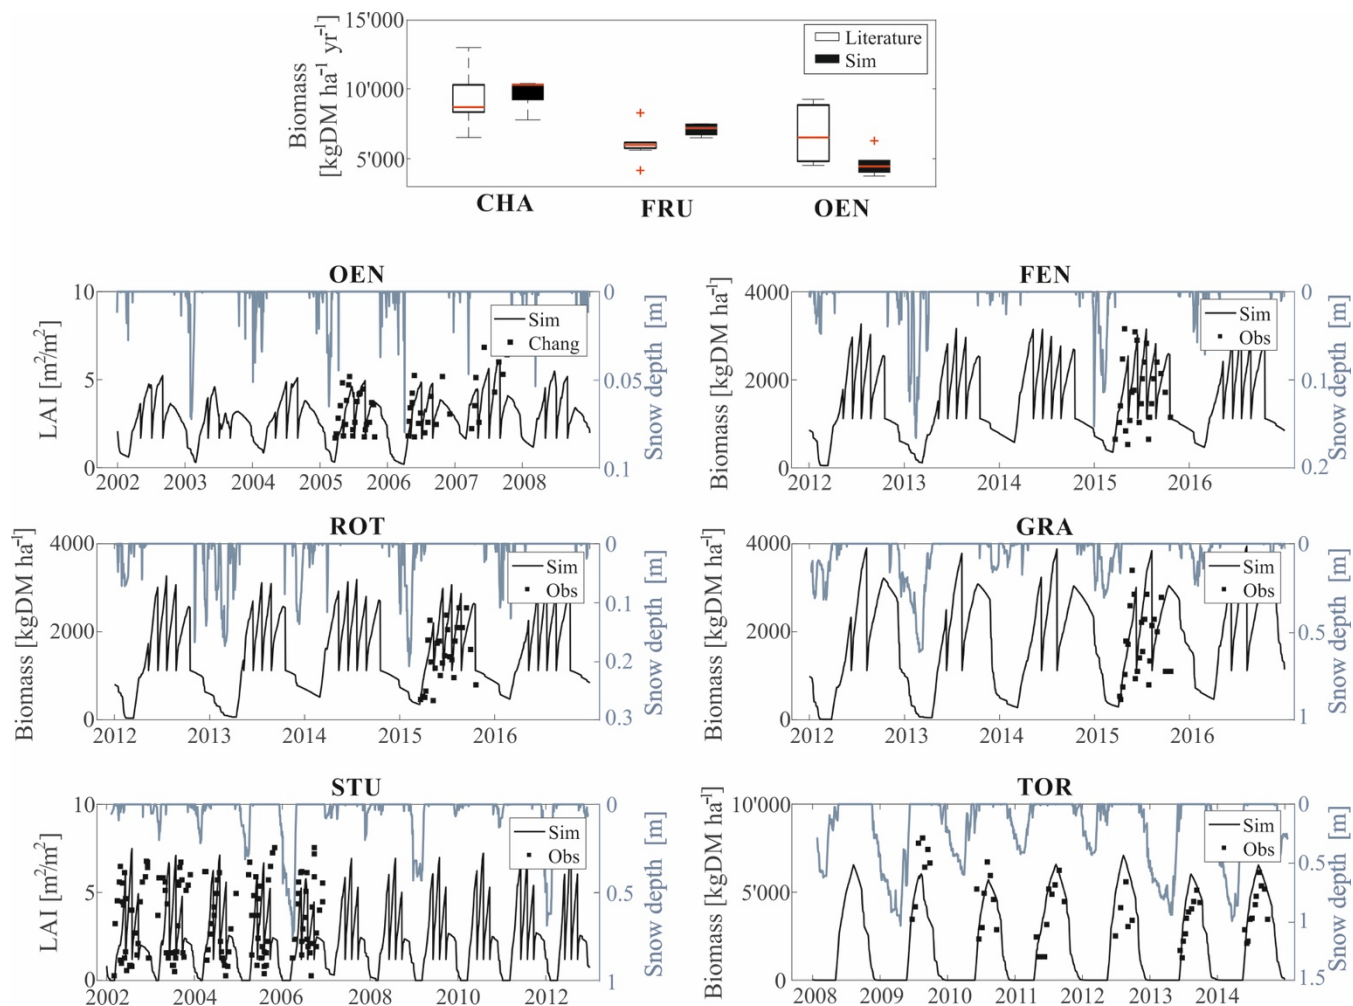 Biomass
[kgDM ha⁻¹ yr⁻¹]
15'000
10'000
5'000
Literature
Sim
CHA
FRU
OEN
OEN
LAI [m²/m²]
10
5
0
Sim
Chang
0
0.05
0.1
Snow depth [m]
2002 2003 2004 2005 2006 2007 2008
FEN
Biomass [kgDM ha⁻¹]
4000
2000
0
Sim
Obs
0
0.1
0.2
Snow depth [m]
2012 2013 2014 2015 2016
ROT
Biomass [kgDM ha⁻¹]
4000
2000
0
Sim
Obs
0
0.1
0.2
0.3
Snow depth [m]
2012 2013 2014 2015 2016
GRA
Biomass [kgDM ha⁻¹]
4000
2000
0
Sim
Obs
0
0.5
1
Snow depth [m]
2012 2013 2014 2015 2016
STU
LAI [m²/m²]
10
5
0
Sim
Obs
0
0.5
1
Snow depth [m]
2002 2003 2004 2006 2008 2010 2012
TOR
Biomass [kgDM ha⁻¹]
10'000
5'000
0
Sim
Obs
0
0.5
1
1.5
Snow depth [m]
2008 2009 2010 2011 2012 2013 2014